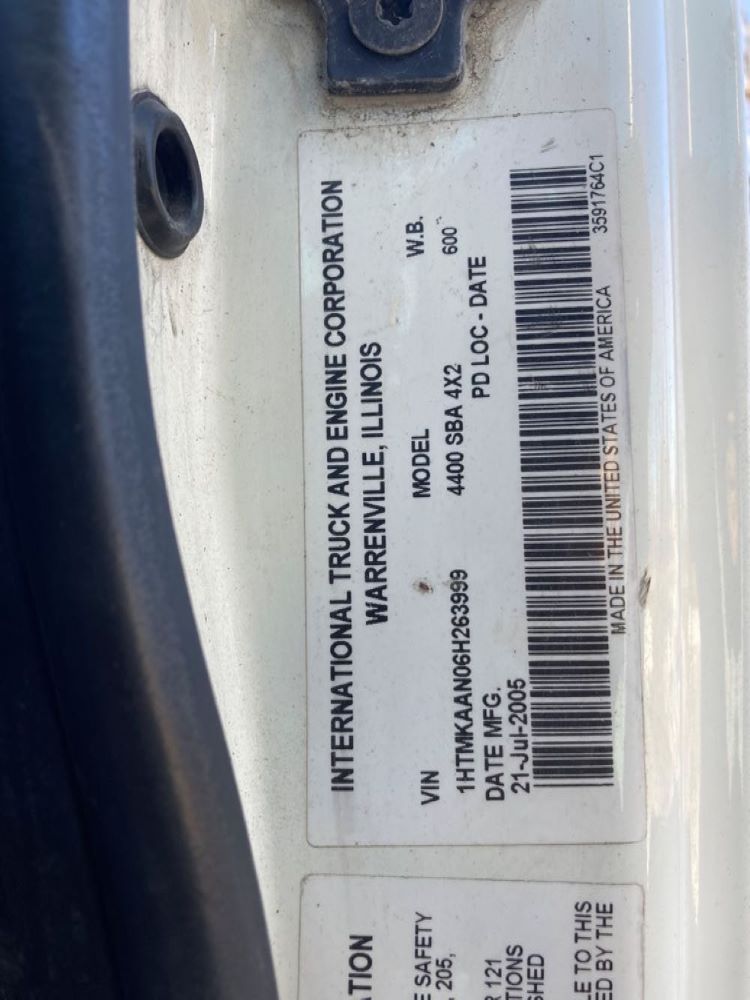 INTERNATIONAL TRUCK AND ENGINE CORPORATION
WARRENVILLE, ILLINOIS
VIN MODEL W.B.
1HTMKAAN06H263999 4400 SBA 4X2 600
DATE MFG. PD LOC - DATE
21-Jul-2005
MADE IN THE UNITED STATES OF AMERICA 3591764C1
ATION
E SAFETY
205,
R 121
TIONS
SHED
LE TO THIS
ED BY THE